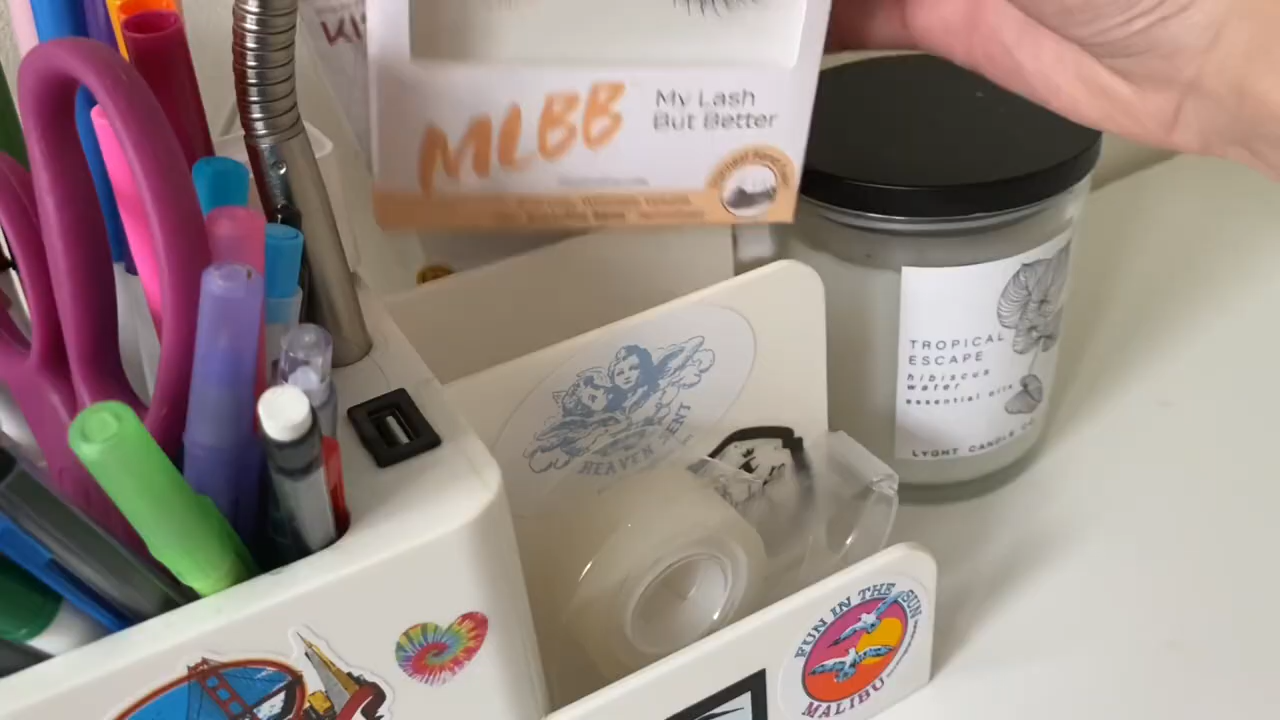 KI
MLBB
My Lash
But Better
TROPICAL
ESCAPE
hibiscus
water
essential oils
LYGHT CANDLE CO
HEAVEN SENT
FUN IN THE SUN
MALIBU